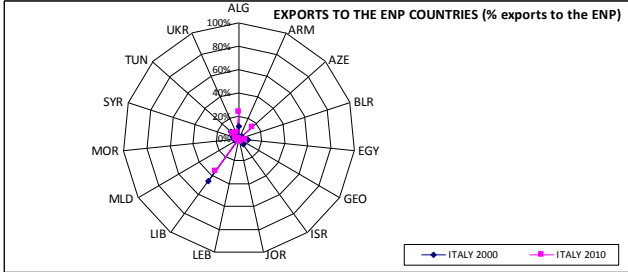 ALG
EXPORTS TO THE ENP COUNTRIES (% exports to the ENP)
100%
UKR
ARM
80%
TUN
AZE
60%
40%
SYR
BLR
20%
0%
MOR
EGY
MLD
GEO
LIB
ISR
LEB
JOR
ITALY 2000
ITALY 2010